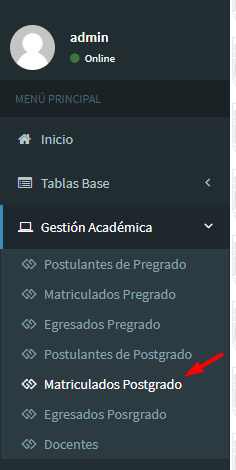 admin
Online
MENÚ PRINCIPAL
Inicio
Tablas Base
Gestión Académica
Postulantes de Pregrado
Matriculados Pregrado
Egresados Pregrado
Postulantes de Postgrado
Matriculados Postgrado
Egresados Posrgrado
Docentes